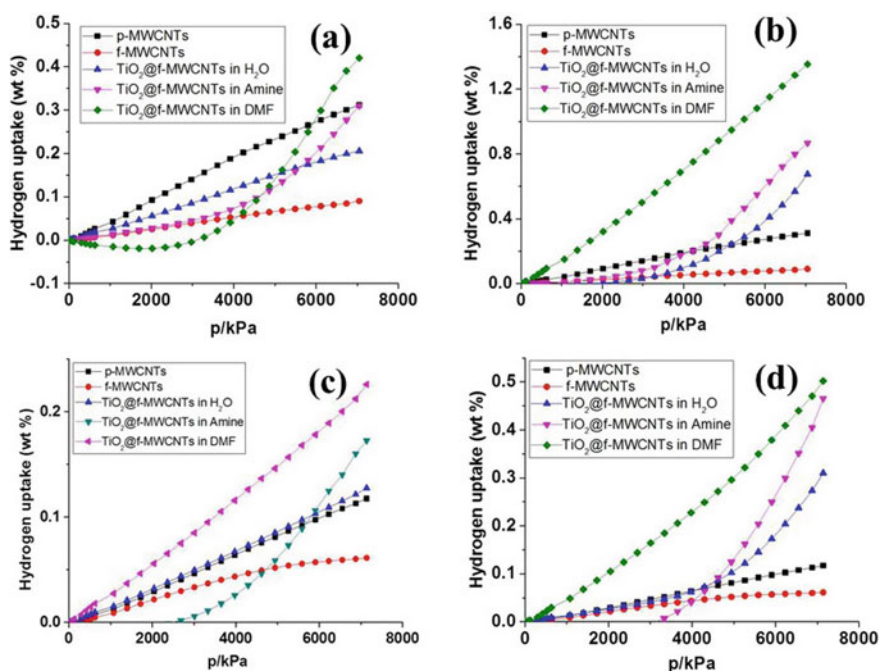 (a)
p-MWCNTs
f-MWCNTs
TiO2@f-MWCNTs in H2O
TiO2@f-MWCNTs in Amine
TiO2@f-MWCNTs in DMF
Hydrogen uptake (wt %)
0.5
0.4
0.3
0.2
0.1
0.0
-0.1
0 2000 4000 6000 8000
p/kPa
(b)
p-MWCNTs
f-MWCNTs
TiO2@f-MWCNTs in H2O
TiO2@f-MWCNTs in Amine
TiO2@f-MWCNTs in DMF
Hydrogen uptake (wt %)
1.6
1.2
0.8
0.4
0.0
0 2000 4000 6000 8000
p/kPa
(c)
p-MWCNTs
f-MWCNTs
TiO2@f-MWCNTs in H2O
TiO2@f-MWCNTs in Amine
TiO2@f-MWCNTs in DMF
Hydrogen uptake (wt %)
0.2
0.1
0.0
0 2000 4000 6000 8000
p/kPa
(d)
p-MWCNTs
f-MWCNTs
TiO2@f-MWCNTs in H2O
TiO2@f-MWCNTs in Amine
TiO2@f-MWCNTs in DMF
Hydrogen uptake (wt %)
0.5
0.4
0.3
0.2
0.1
0.0
0 2000 4000 6000 8000
p/kPa